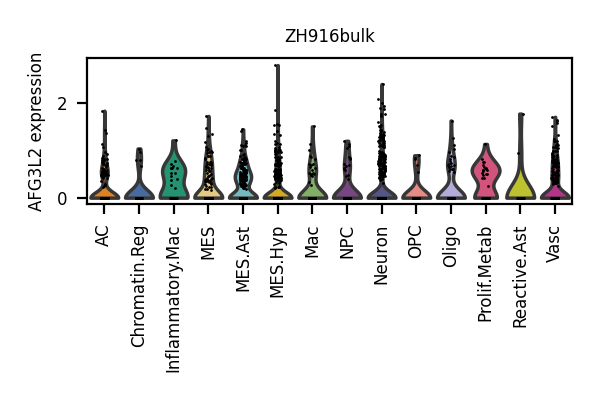 ZH916bulk
AFG3L2 expression
2
0
AC
Chromatin.Reg
Inflammatory.Mac
MES
MES.Ast
MES.Hyp
Mac
NPC
Neuron
OPC
Oligo
Prolif.Metab
Reactive.Ast
Vasc